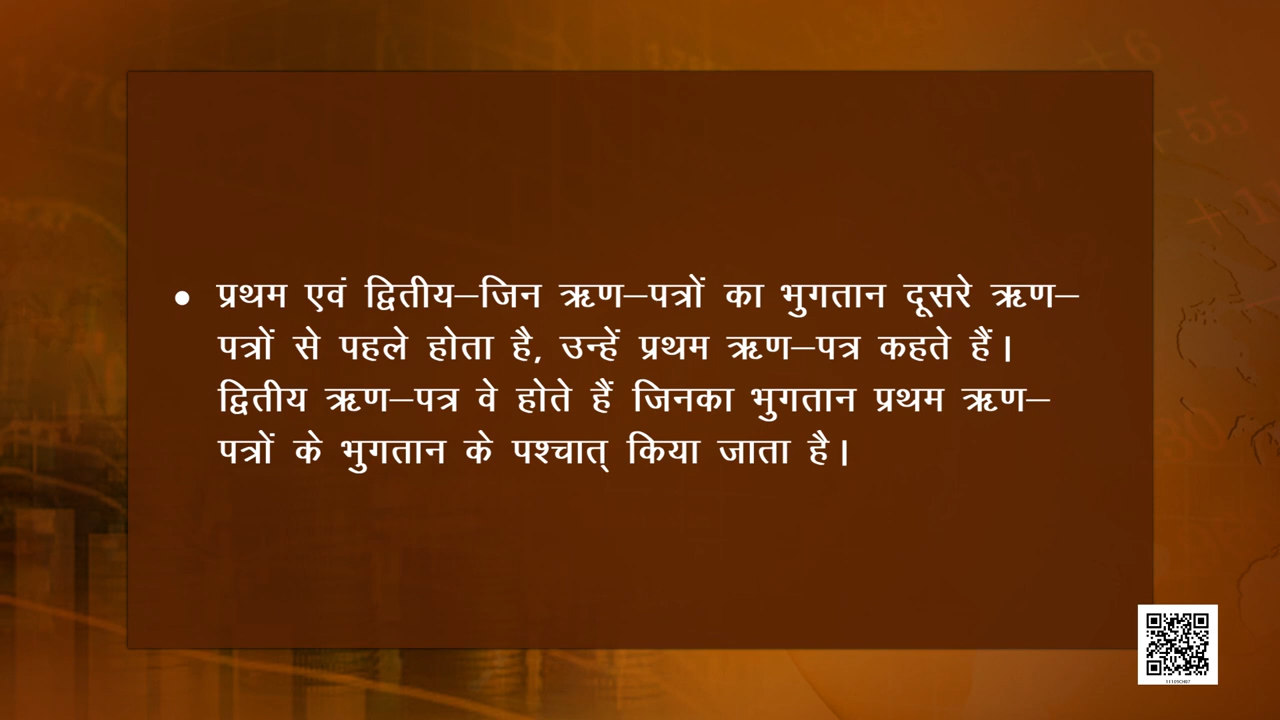 • प्रथम एवं द्वितीय–जिन ऋण–पत्रों का भुगतान दूसरे ऋण–
पत्रों से पहले होता है, उन्हें प्रथम ऋण–पत्र कहते हैं।
द्वितीय ऋण–पत्र वे होते हैं जिनका भुगतान प्रथम ऋण–
पत्रों के भुगतान के पश्चात् किया जाता है।